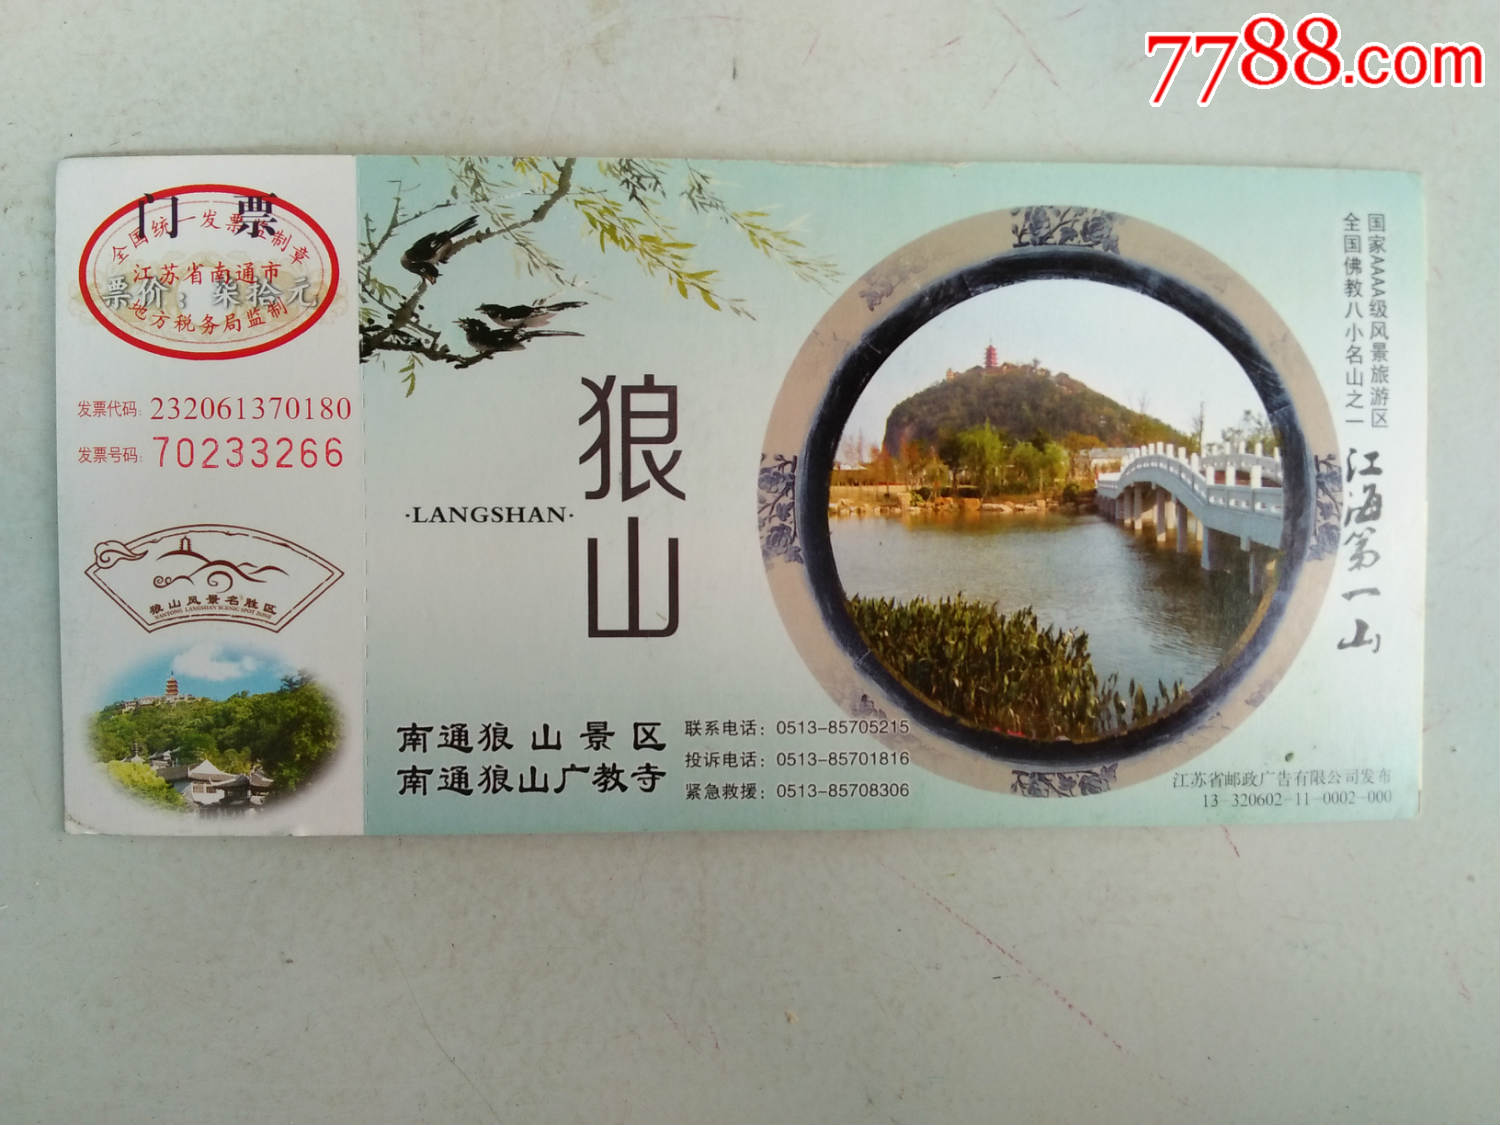 7788.com
门 票
全国统一发票监制章
江苏省南通市
票价：柒拾元
地方税务局监制
发票代码：232061370180
发票号码：70233266
狼山风景名胜区
NANTONG LANGSHAN SCENIC SPOT ZONE
狼山
·LANGSHAN·
南通狼山景区
南通狼山广教寺
联系电话：0513-85705215
投诉电话：0513-85701816
紧急救援：0513-85708306
国家AAAA级风景旅游区
全国佛教八小名山之一
江海第一山
江苏省邮政广告有限公司发布
13-320602-11-0002-000